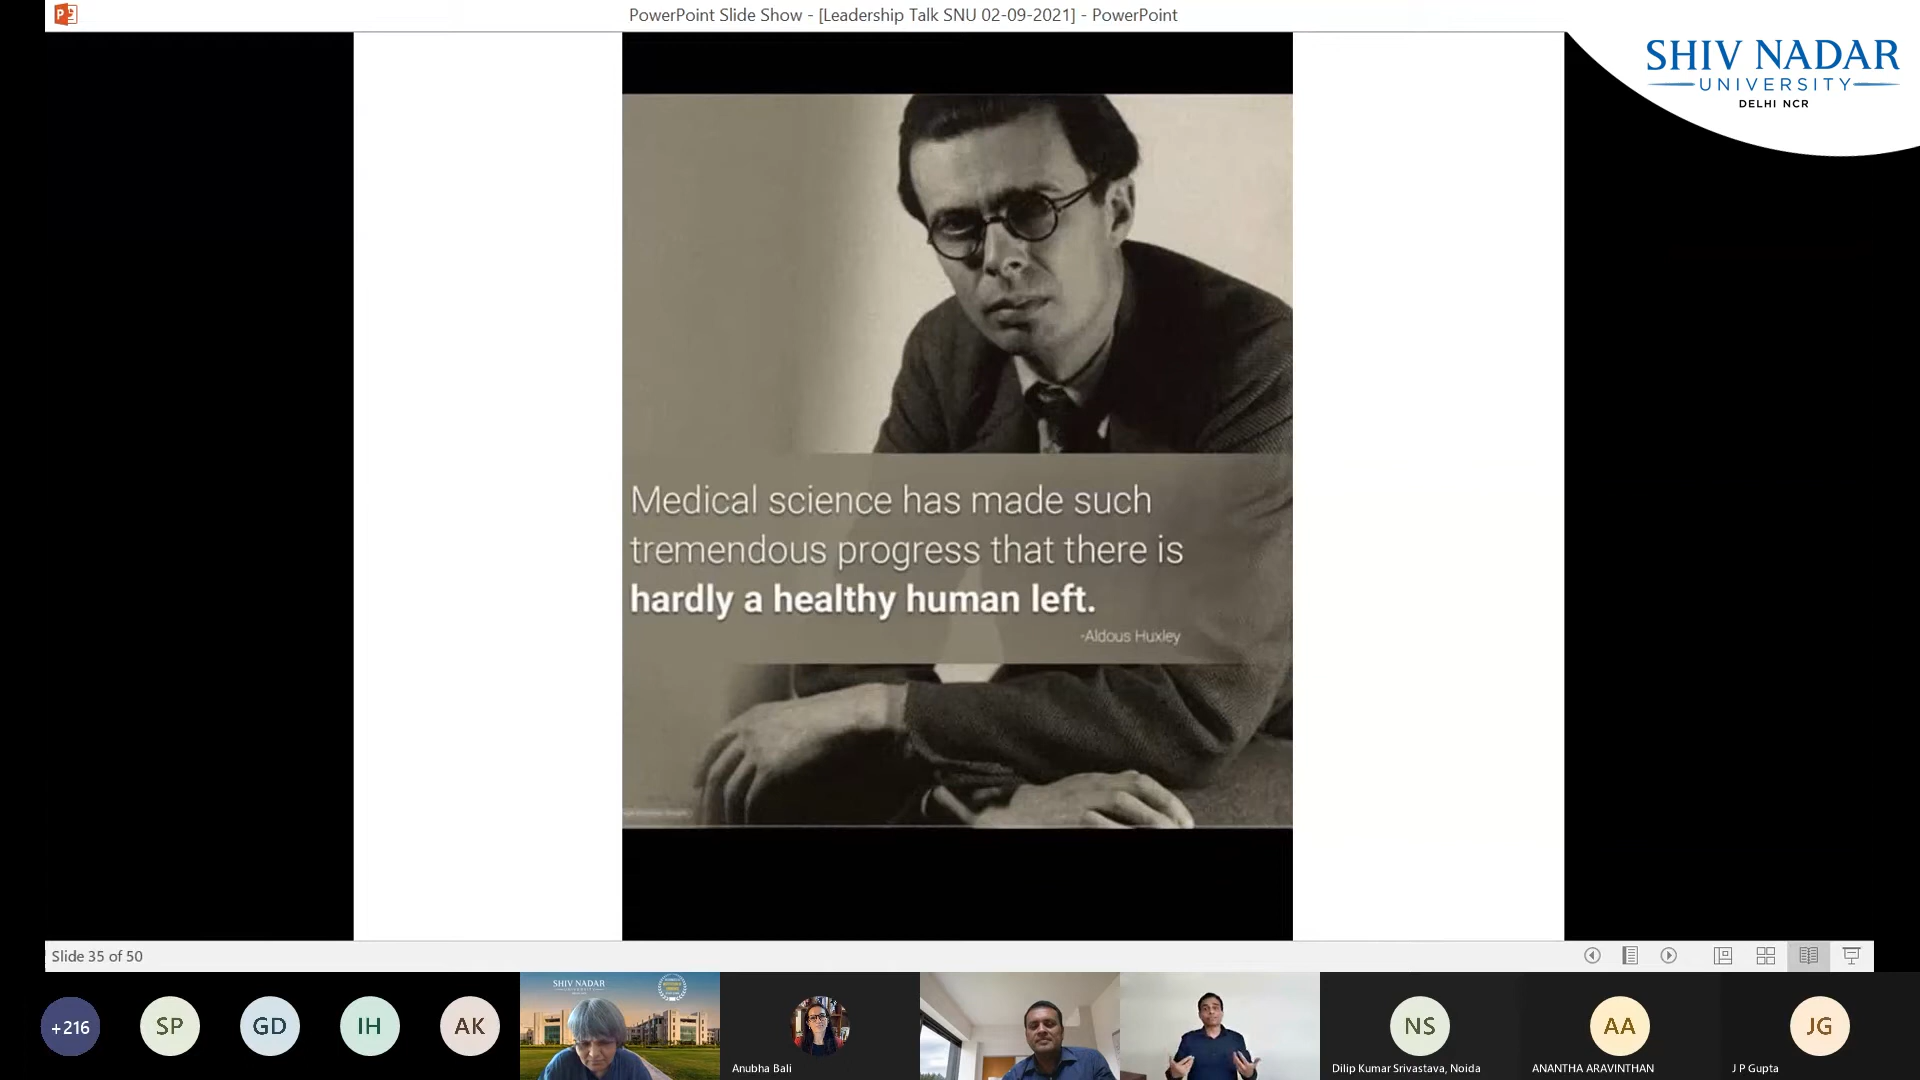 PowerPoint Slide Show - [Leadership Talk SNU 02-09-2021] - PowerPoint
SHIV NADAR
UNIVERSITY
DELHI NCR
Medical science has made such
tremendous progress that there is
hardly a healthy human left.
-Aldous Huxley
Slide 35 of 50
+216
SP
GD
IH
AK
SHIV NADAR
Anubha Bali
NS
Dilip Kumar Srivastava, Noida
AA
ANANTHA ARAVINTHAN
JG
J P Gupta